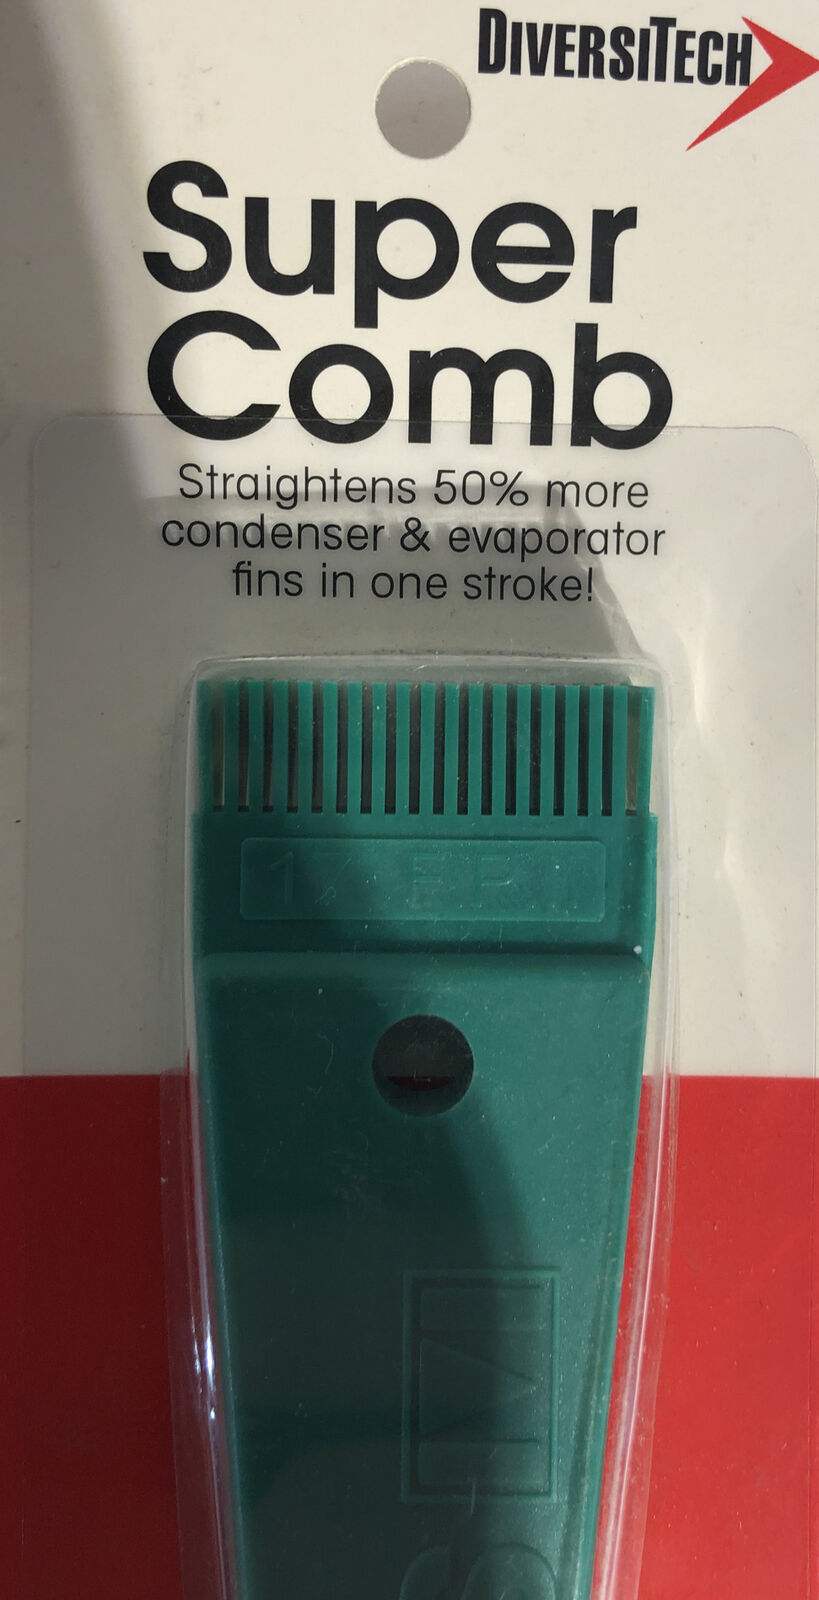 DIVERSITECH
Super
Comb
Straightens 50% more
condenser & evaporator
fins in one stroke!